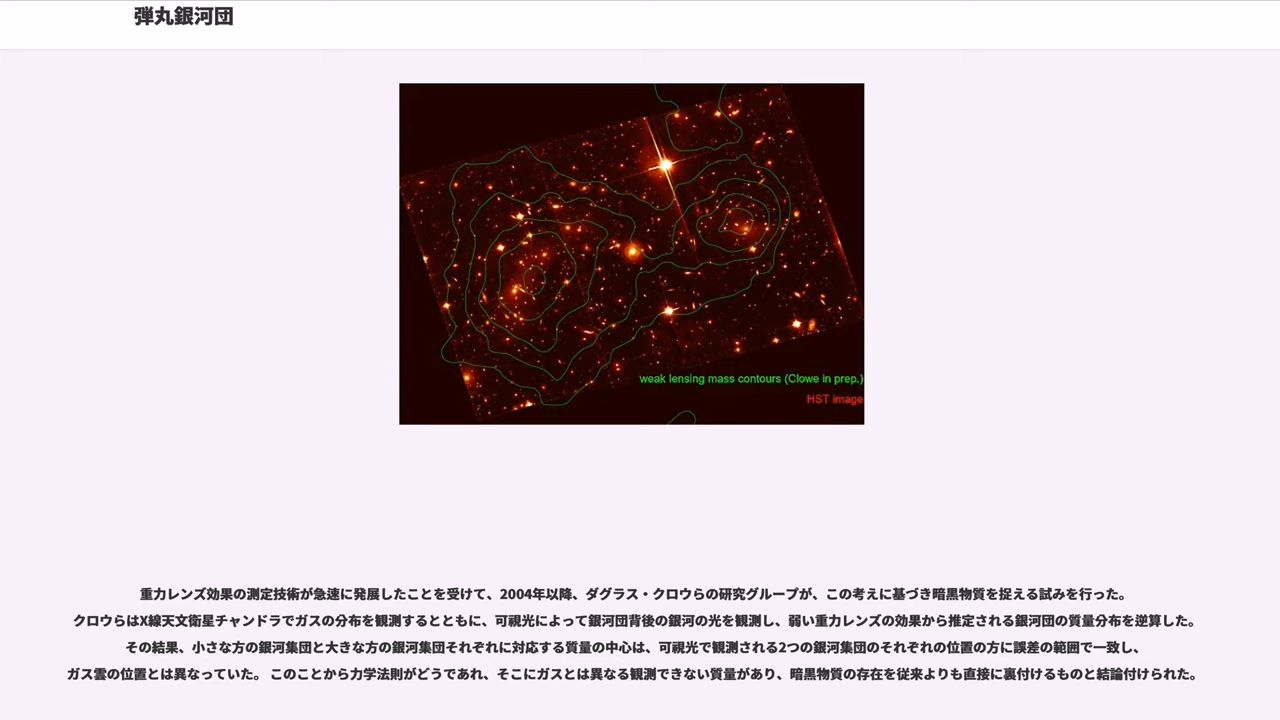 弾丸銀河団
weak lensing mass contours (Clowe in prep.)
HST image
重力レンズ効果の測定技術が急速に発展したことを受けて、2004年以降、ダグラス・クロウらの研究グループが、この考えに基づき暗黒物質を捉える試みを行った。
クロウらはX線天文衛星チャンドラでガスの分布を観測するとともに、可視光によって銀河団背後の銀河の光を観測し、弱い重力レンズの効果から推定される銀河団の質量分布を逆算した。
その結果、小さな方の銀河集団と大きな方の銀河集団それぞれに対応する質量の中心は、可視光で観測される2つの銀河集団のそれぞれの位置の方に誤差の範囲で一致し、
ガス雲の位置とは異なっていた。 このことから力学法則がどうであれ、そこにガスとは異なる観測できない質量があり、暗黒物質の存在を従来よりも直接に裏付けるものと結論付けられた。